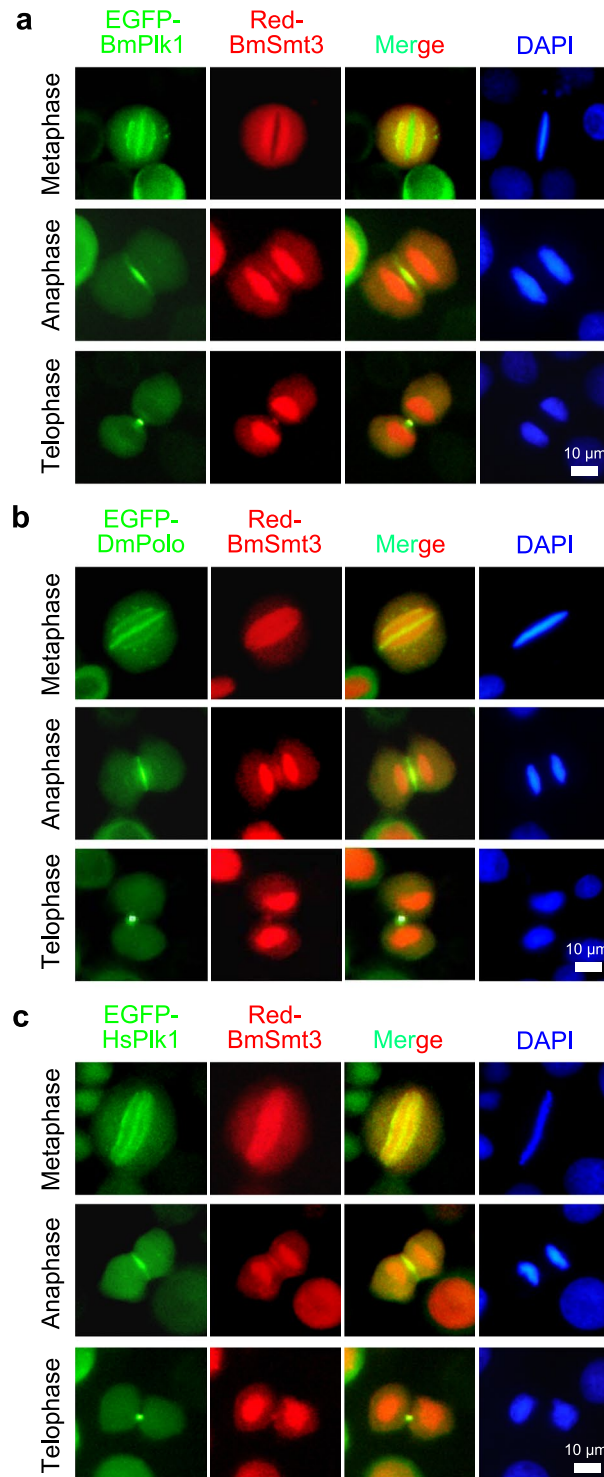 a
EGFP-
BmPlk1
Red-
BmSmt3
Merge
DAPI
Metaphase
Anaphase
Telophase
10 µm
b
EGFP-
DmPolo
Red-
BmSmt3
Merge
DAPI
Metaphase
Anaphase
Telophase
10 µm
c
EGFP-
HsPlk1
Red-
BmSmt3
Merge
DAPI
Metaphase
Anaphase
Telophase
10 µm